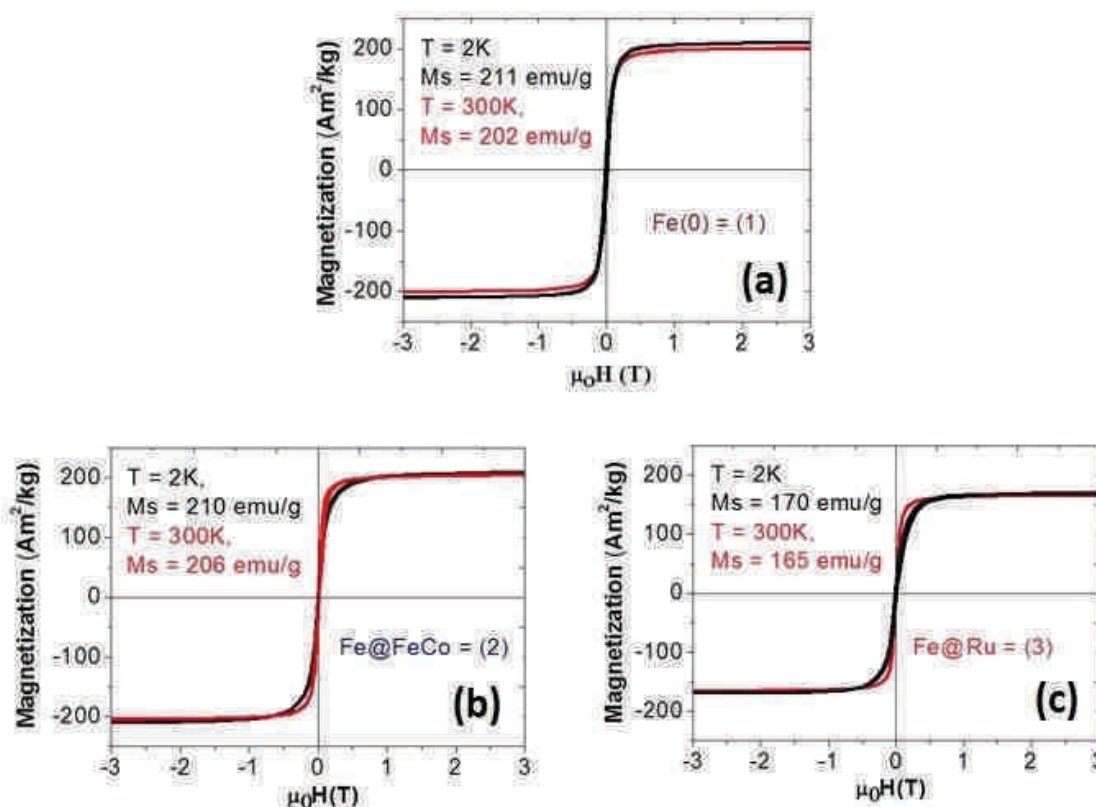 Magnetization (Am²/kg)
200
100
0
-100
-200
T = 2K
Ms = 211 emu/g
T = 300K,
Ms = 202 emu/g
Fe(0) = (1)
(a)
-3 -2 -1 0 1 2 3
μ₀H (T)
Magnetization (Am²/kg)
200
100
0
-100
-200
T = 2K,
Ms = 210 emu/g
T = 300K,
Ms = 206 emu/g
Fe@FeCo = (2)
(b)
-3 -2 -1 0 1 2 3
μ₀H(T)
Magnetization (Am²/kg)
200
100
0
-100
-200
T = 2K
Ms = 170 emu/g
T = 300K,
Ms = 165 emu/g
Fe@Ru = (3)
(c)
-3 -2 -1 0 1 2 3
μ₀H(T)